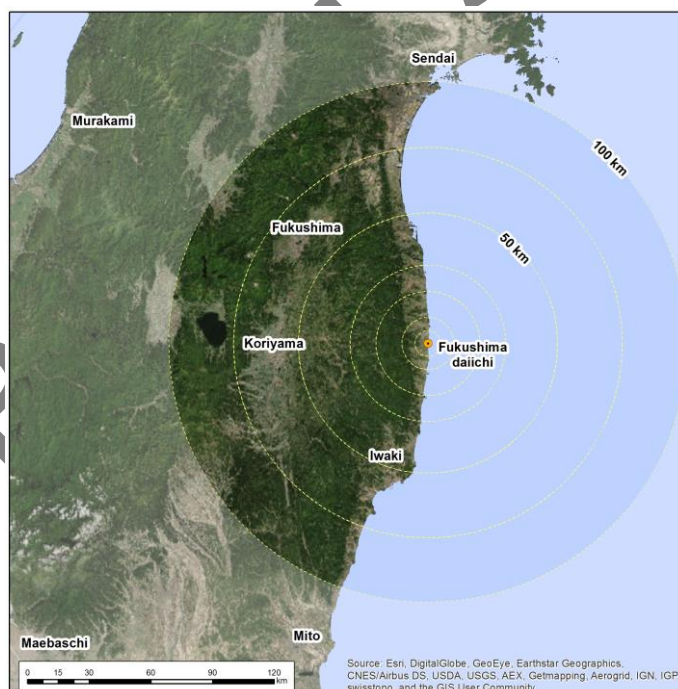 Sendai
Murakami
100 km
Fukushima
50 km
Koriyama
Fukushima
daiichi
Iwaki
Mito
Maebaschi
0 15 30 60 90 120
km
Source: Esri, DigitalGlobe, GeoEye, Earthstar Geographics,
CNES/Airbus DS, USDA, USGS, AEX, Getmapping, Aerogrid, IGN, IGP,
swisstopo, and the GIS User Community